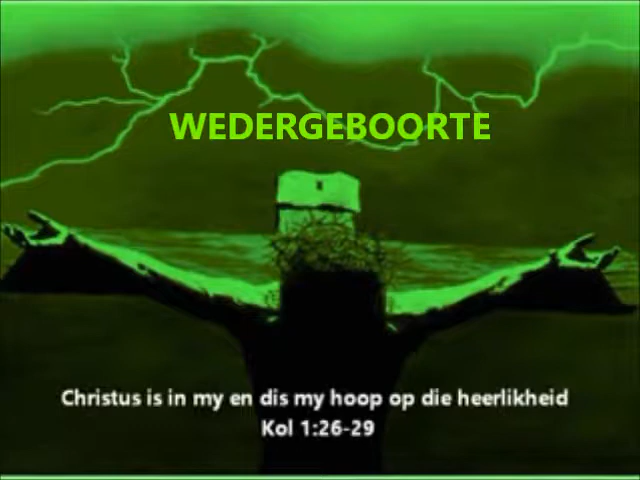 WEDERGEBOORTE
Christus is in my en dis my hoop op die heerlikheid
Kol 1:26-29